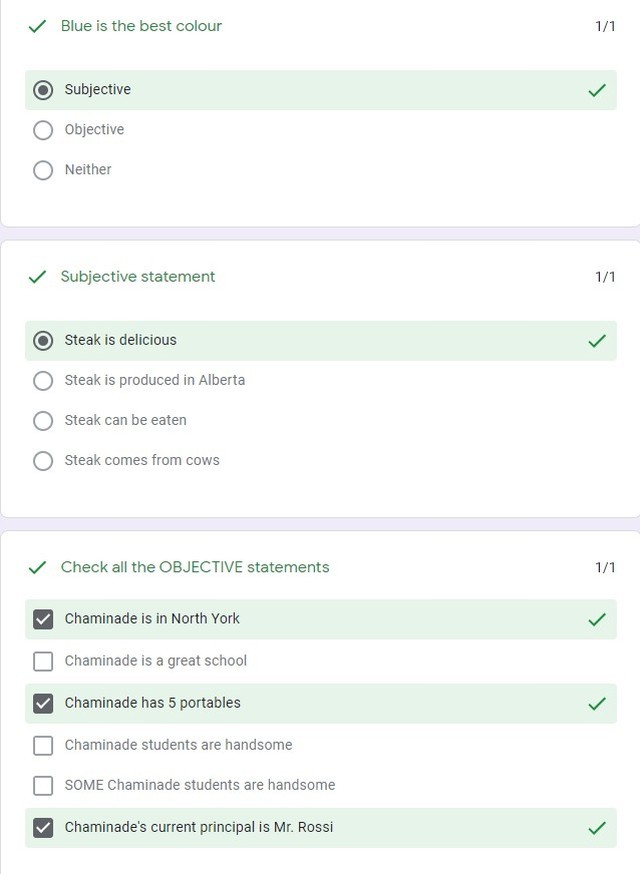 Blue is the best colour 1/1
Subjective
Objective
Neither
Subjective statement 1/1
Steak is delicious
Steak is produced in Alberta
Steak can be eaten
Steak comes from cows
Check all the OBJECTIVE statements 1/1
Chaminade is in North York
Chaminade is a great school
Chaminade has 5 portables
Chaminade students are handsome
SOME Chaminade students are handsome
Chaminade's current principal is Mr. Rossi